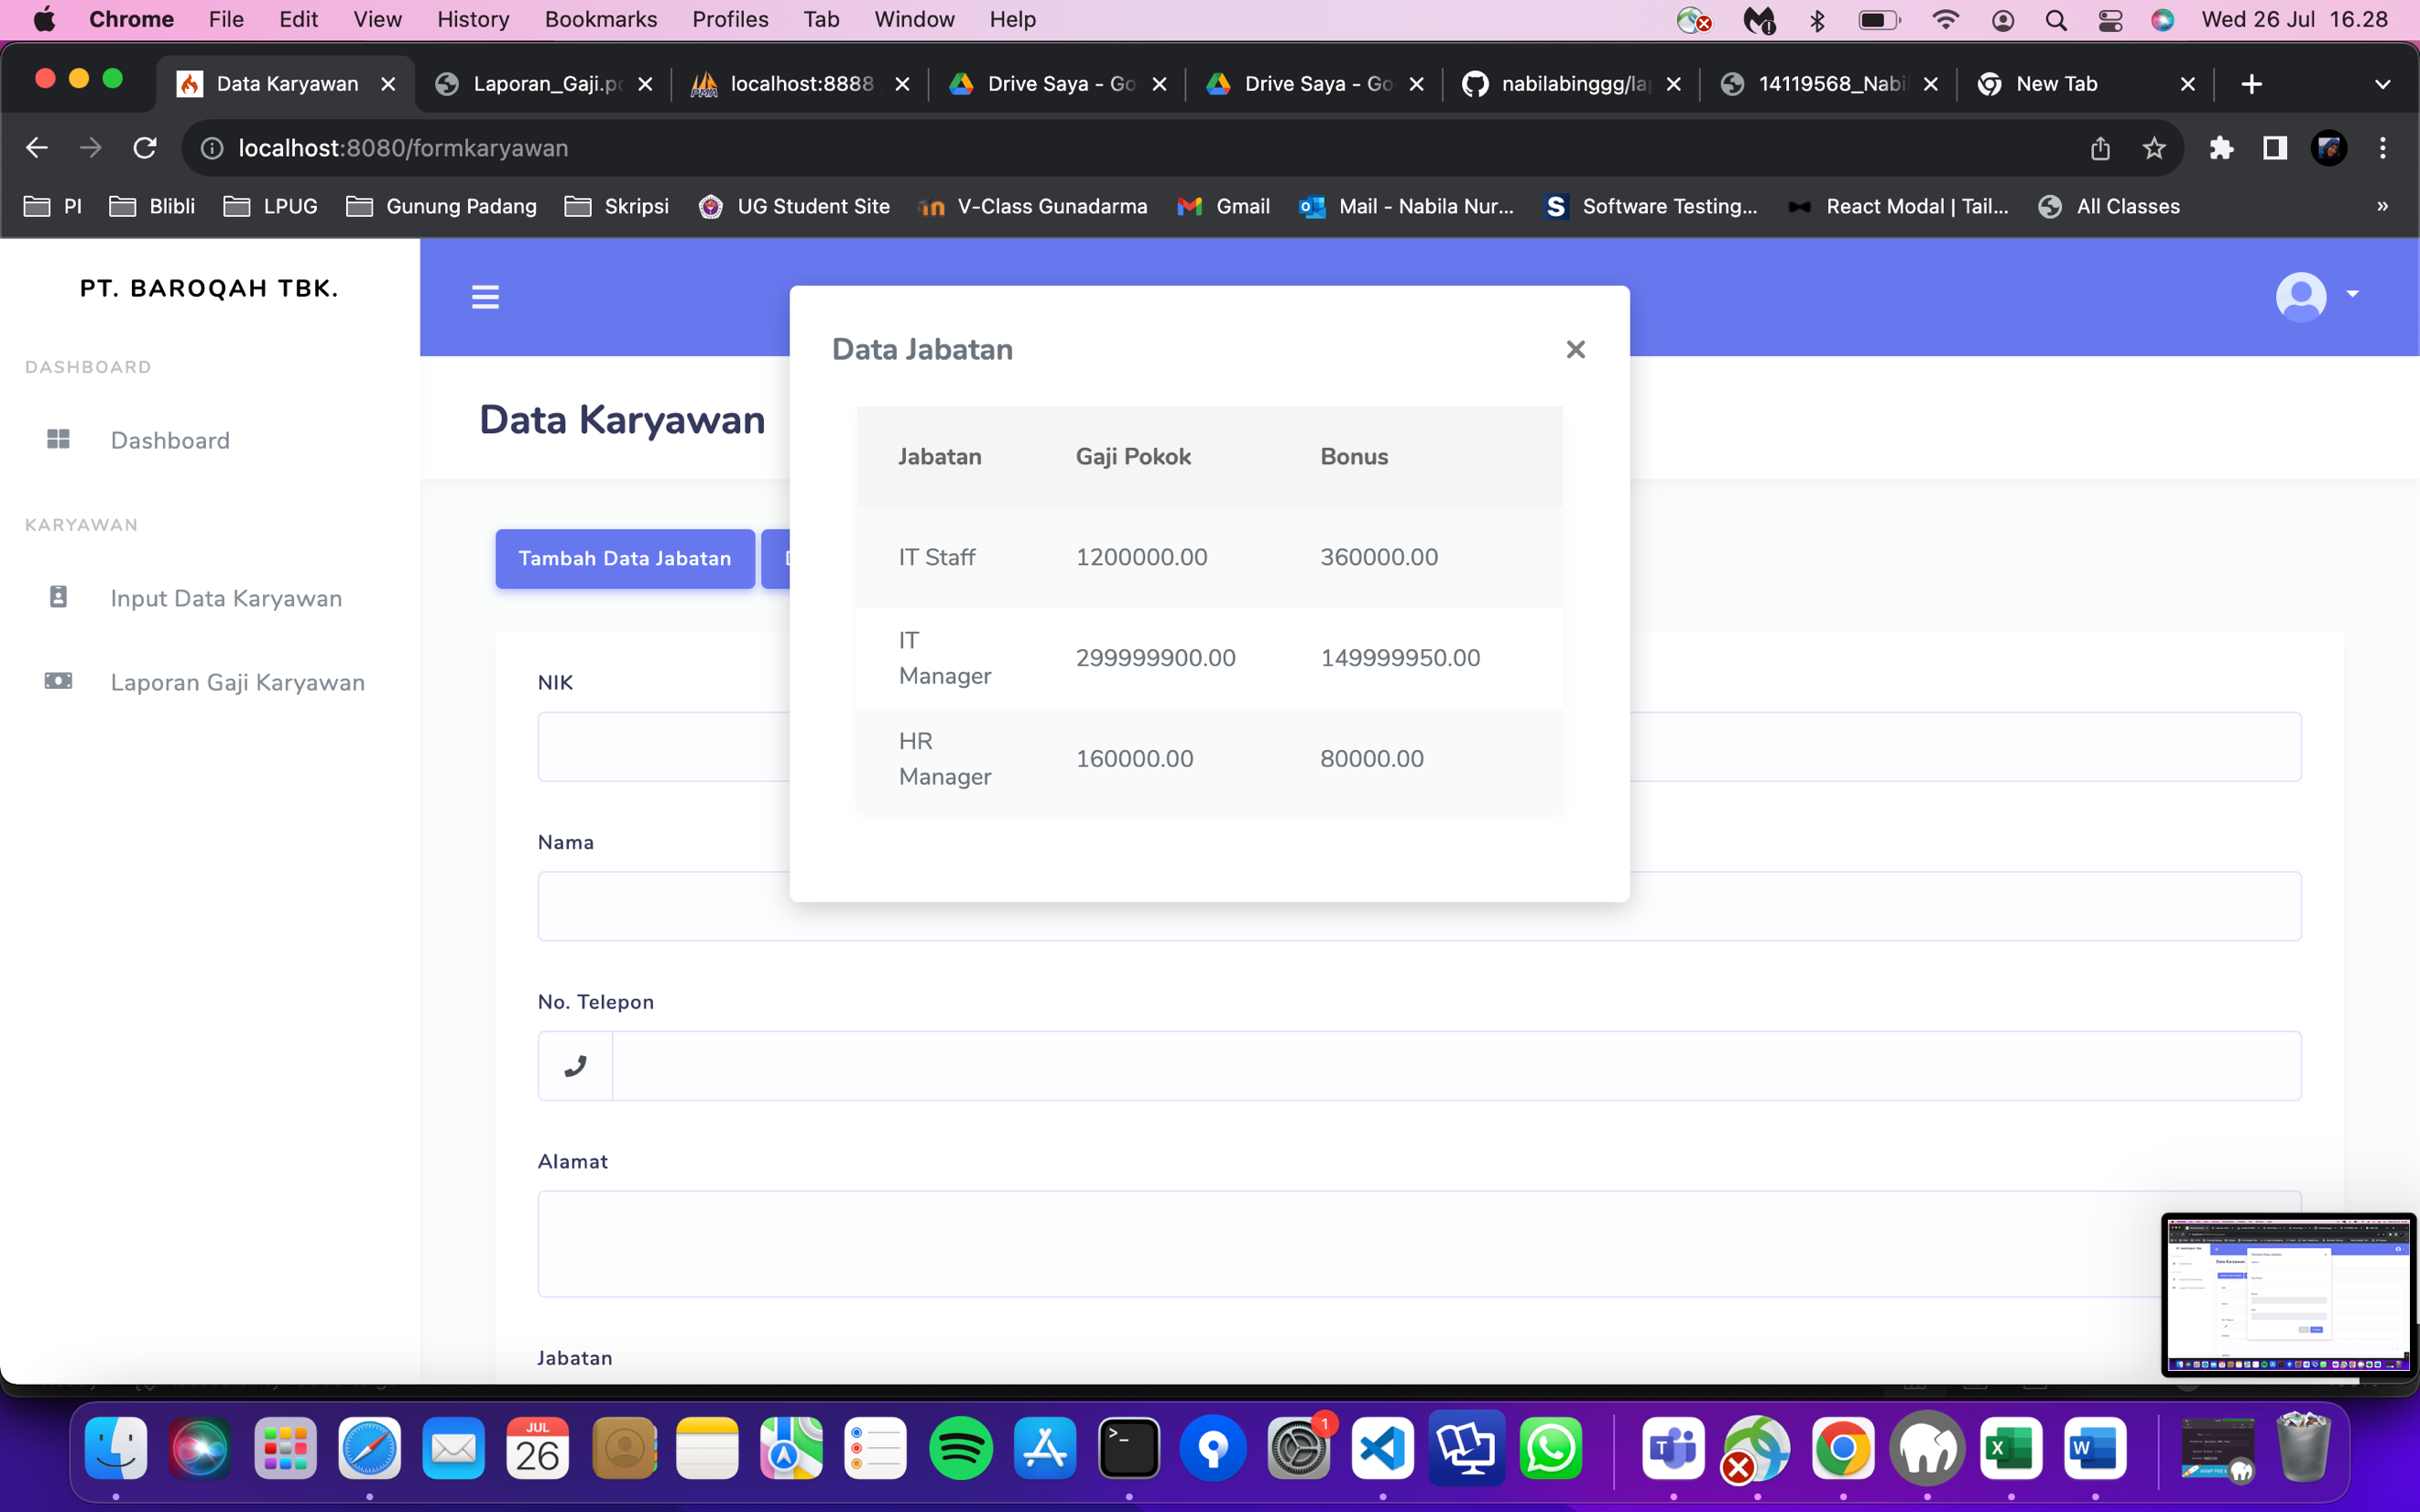 Chrome File Edit View History Bookmarks Profiles Tab Window Help Wed 26 Jul 16.28
Data Karyawan Laporan_Gaji.pd localhost:8888 Drive Saya - Go Drive Saya - Go nabilabinggg/la 14119568_Nabil New Tab
localhost:8080/formkaryawan
PI Blibli LPUG Gunung Padang Skripsi UG Student Site V-Class Gunadarma Gmail Mail - Nabila Nur... Software Testing... React Modal | Tail... All Classes »
PT. BAROQAH TBK.
DASHBOARD
Dashboard
KARYAWAN
Input Data Karyawan
Laporan Gaji Karyawan
Data Karyawan
Tambah Data Jabatan
Data Jabatan
Jabatan Gaji Pokok Bonus
IT Staff 1200000.00 360000.00
IT Manager 299999900.00 149999950.00
HR Manager 160000.00 80000.00
NIK
Nama
No. Telepon
Alamat
Jabatan
JUL
26
1